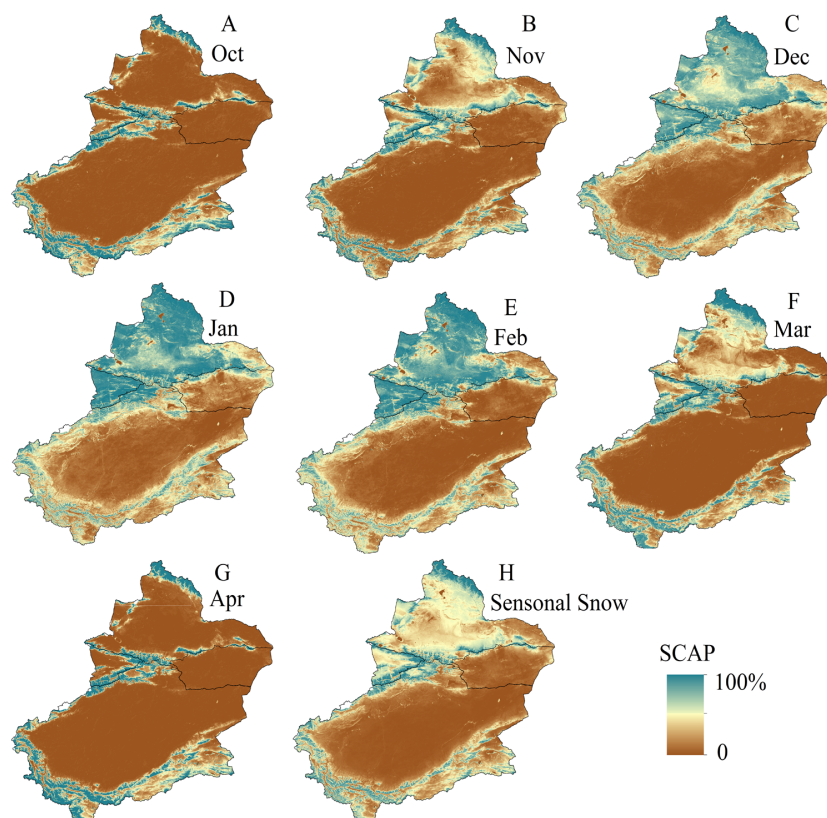 A
Oct
B
Nov
C
Dec
D
Jan
E
Feb
F
Mar
G
Apr
H
Sensonal Snow
SCAP
100%
0